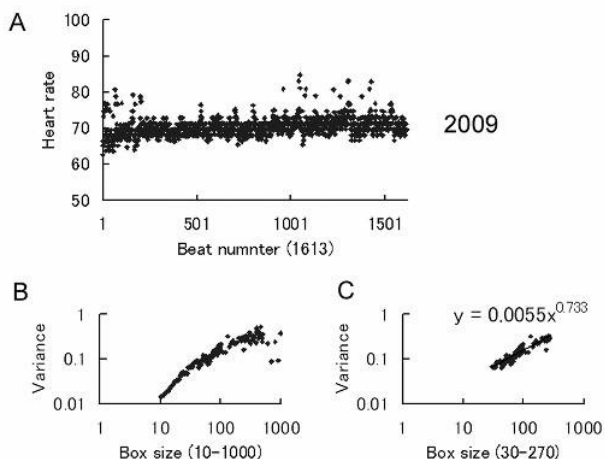 A
Heart rate
100
90
80
70
60
50
1 501 1001 1501
Beat numnter (1613)
2009
B
Variance
1
0.1
0.01
1 10 100 1000
Box size (10-1000)
C
y = 0.0055x^0.733
Variance
1
0.1
0.01
1 10 100 1000
Box size (30-270)